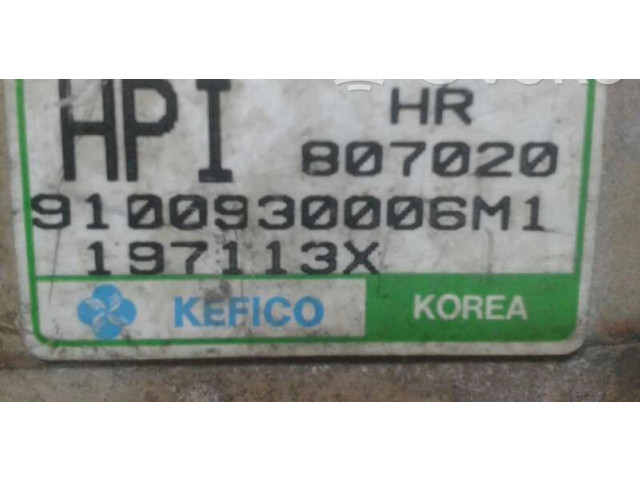 HPI HR
807020
9100930006M1
197113X
KEFICO KOREA